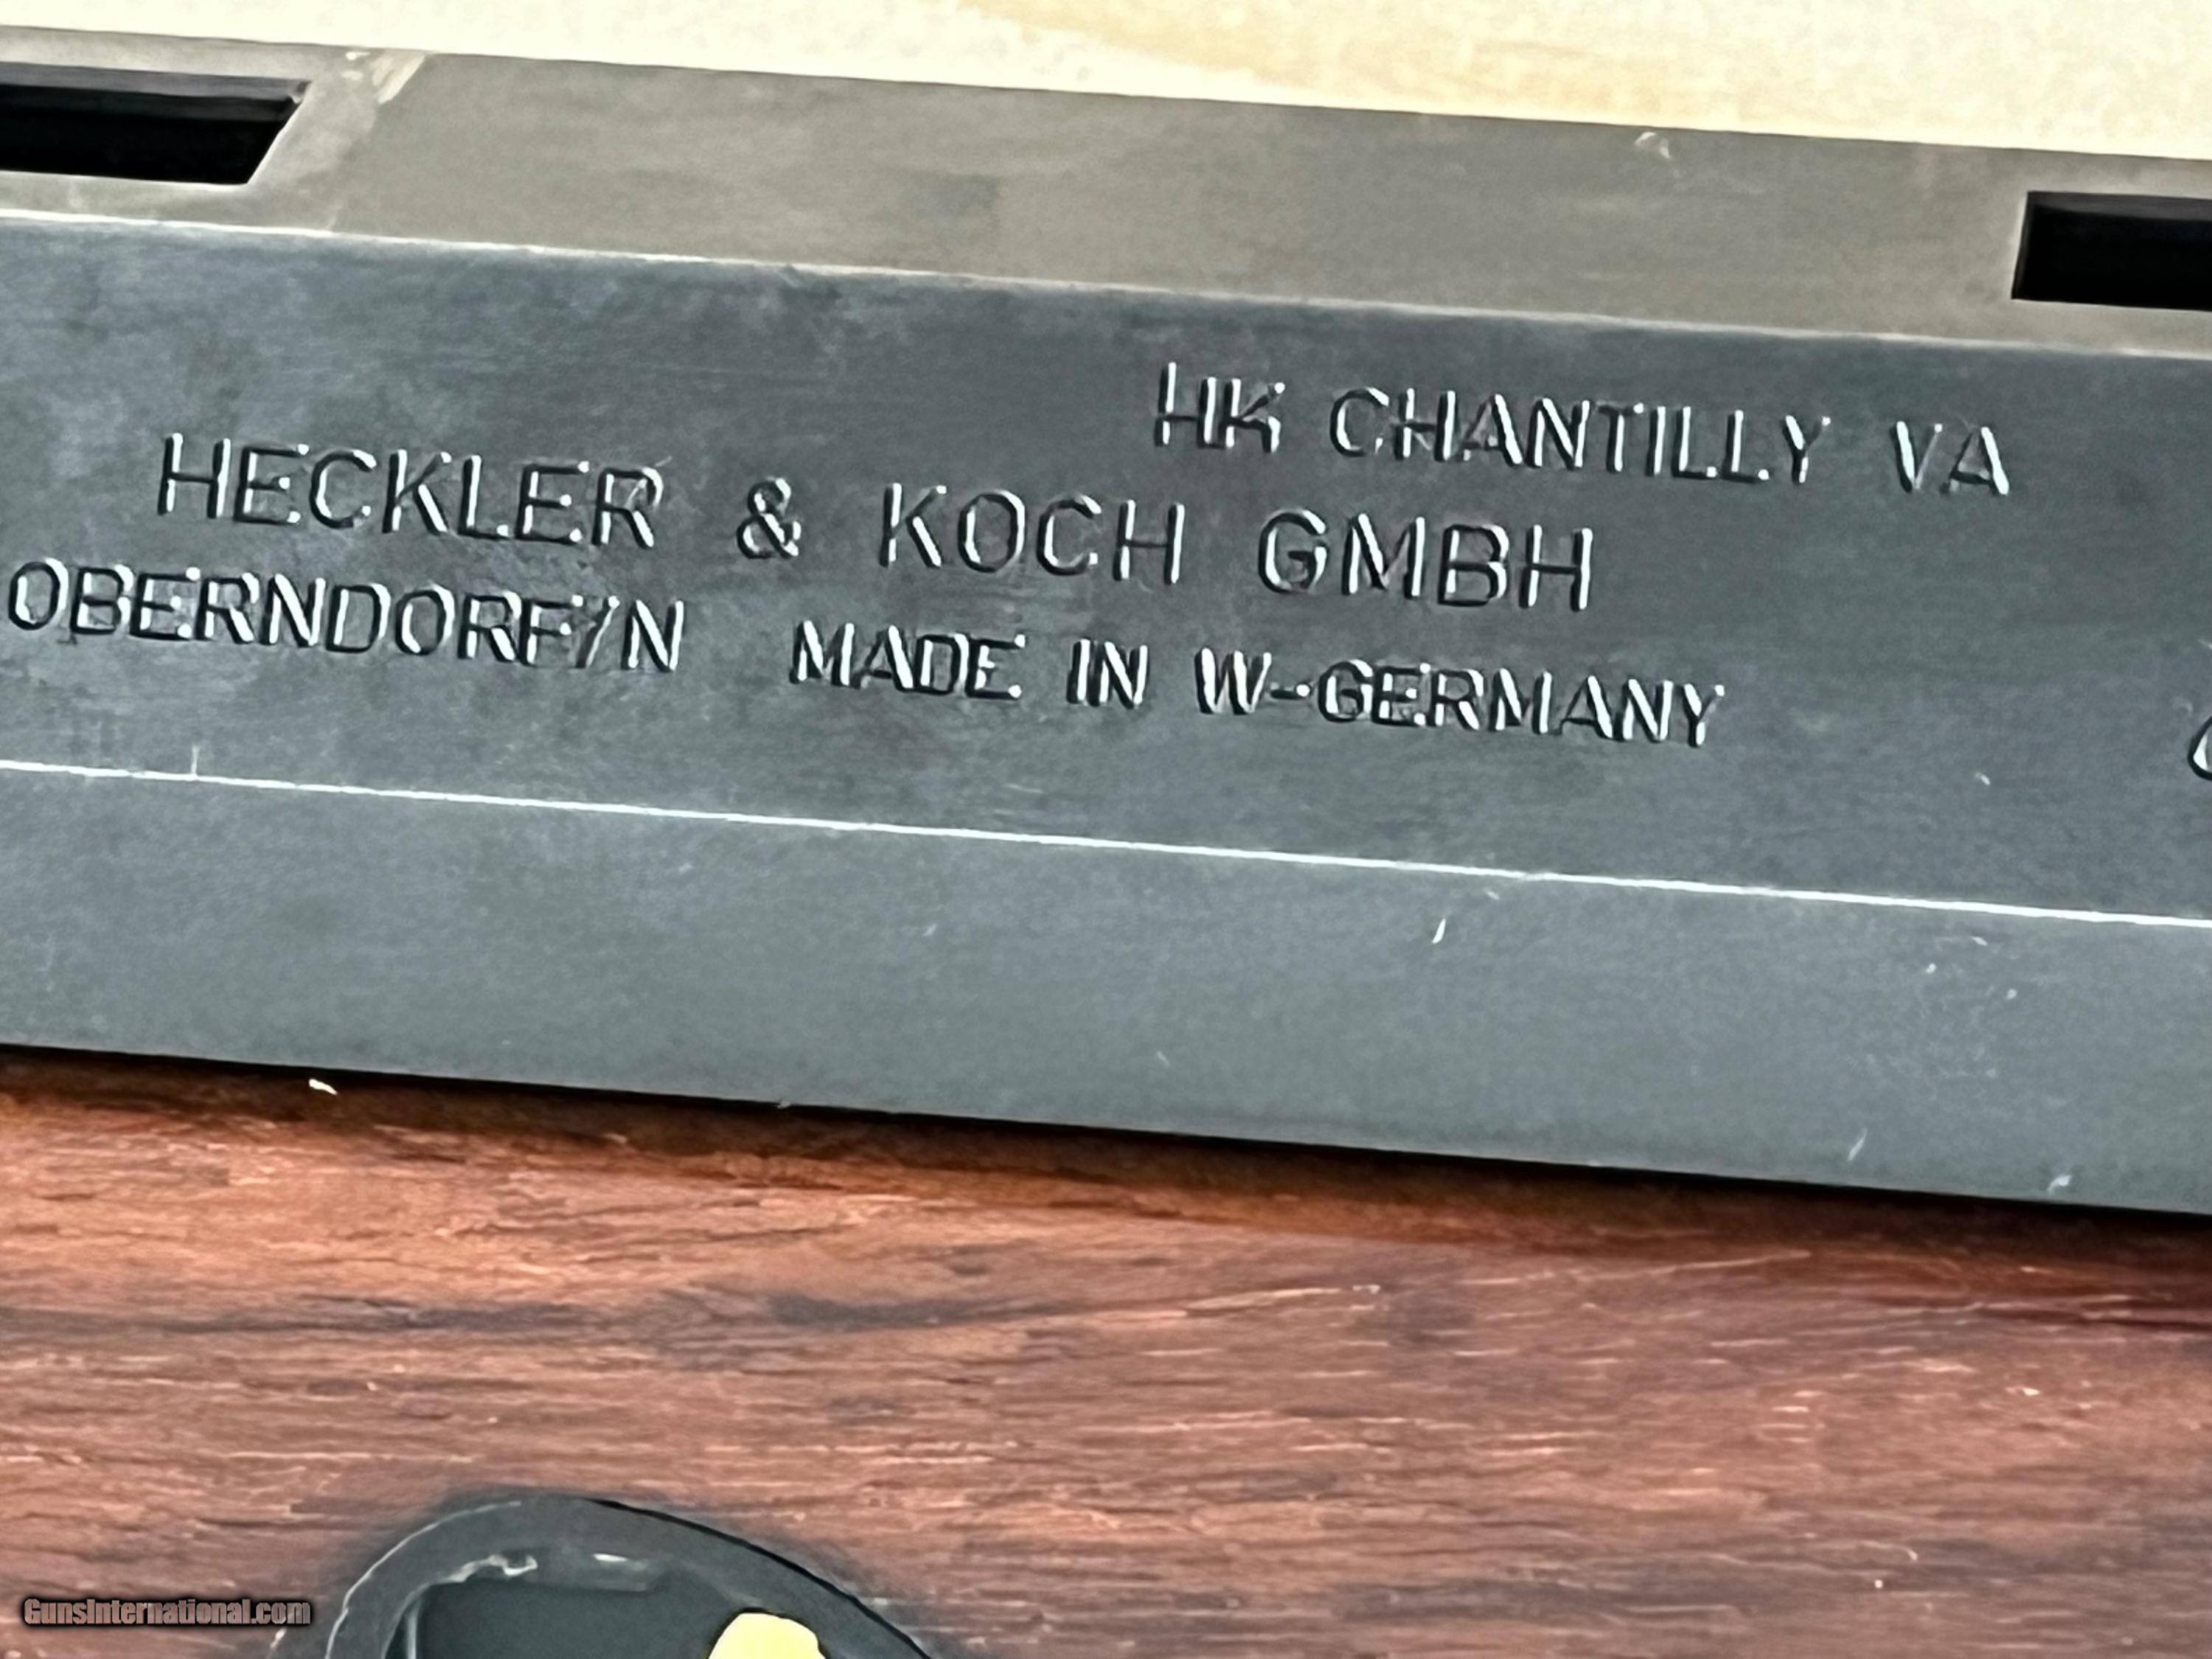 HK CHANTILLY VA
HECKLER & KOCH GMBH
OBERNDORF/N MADE IN W-GERMANY
GunsInternational.com